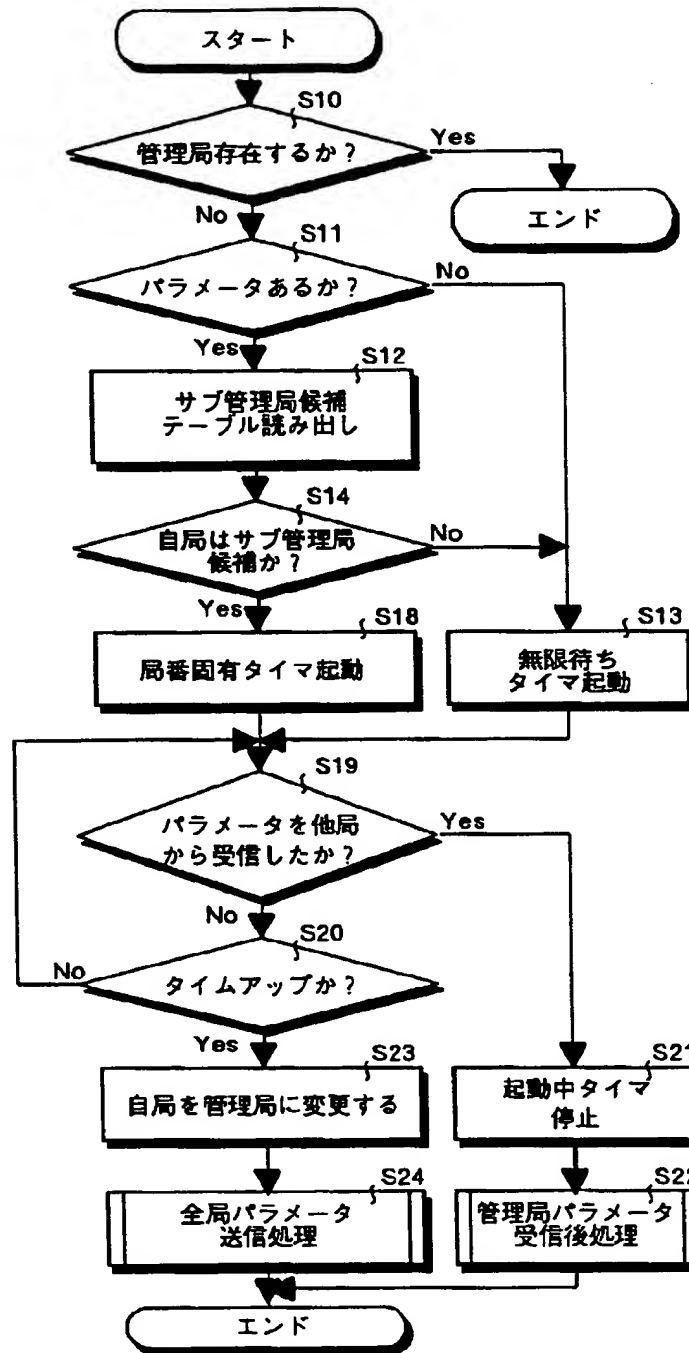 スタート
S10
管理局存在するか?
Yes
エンド
No
S11
パラメータあるか?
No
Yes
S12
サブ管理局候補
テーブル読み出し
S14
自局はサブ管理局
候補か?
No
Yes
S18
局番固有タイマ起動
S13
無限待ち
タイマ起動
S19
パラメータを他局
から受信したか?
Yes
No
S20
タイムアップか?
No
Yes
S23
自局を管理局に変更する
S21
起動中タイマ
停止
S24
全局パラメータ
送信処理
S22
管理局パラメータ
受信後処理
エンド